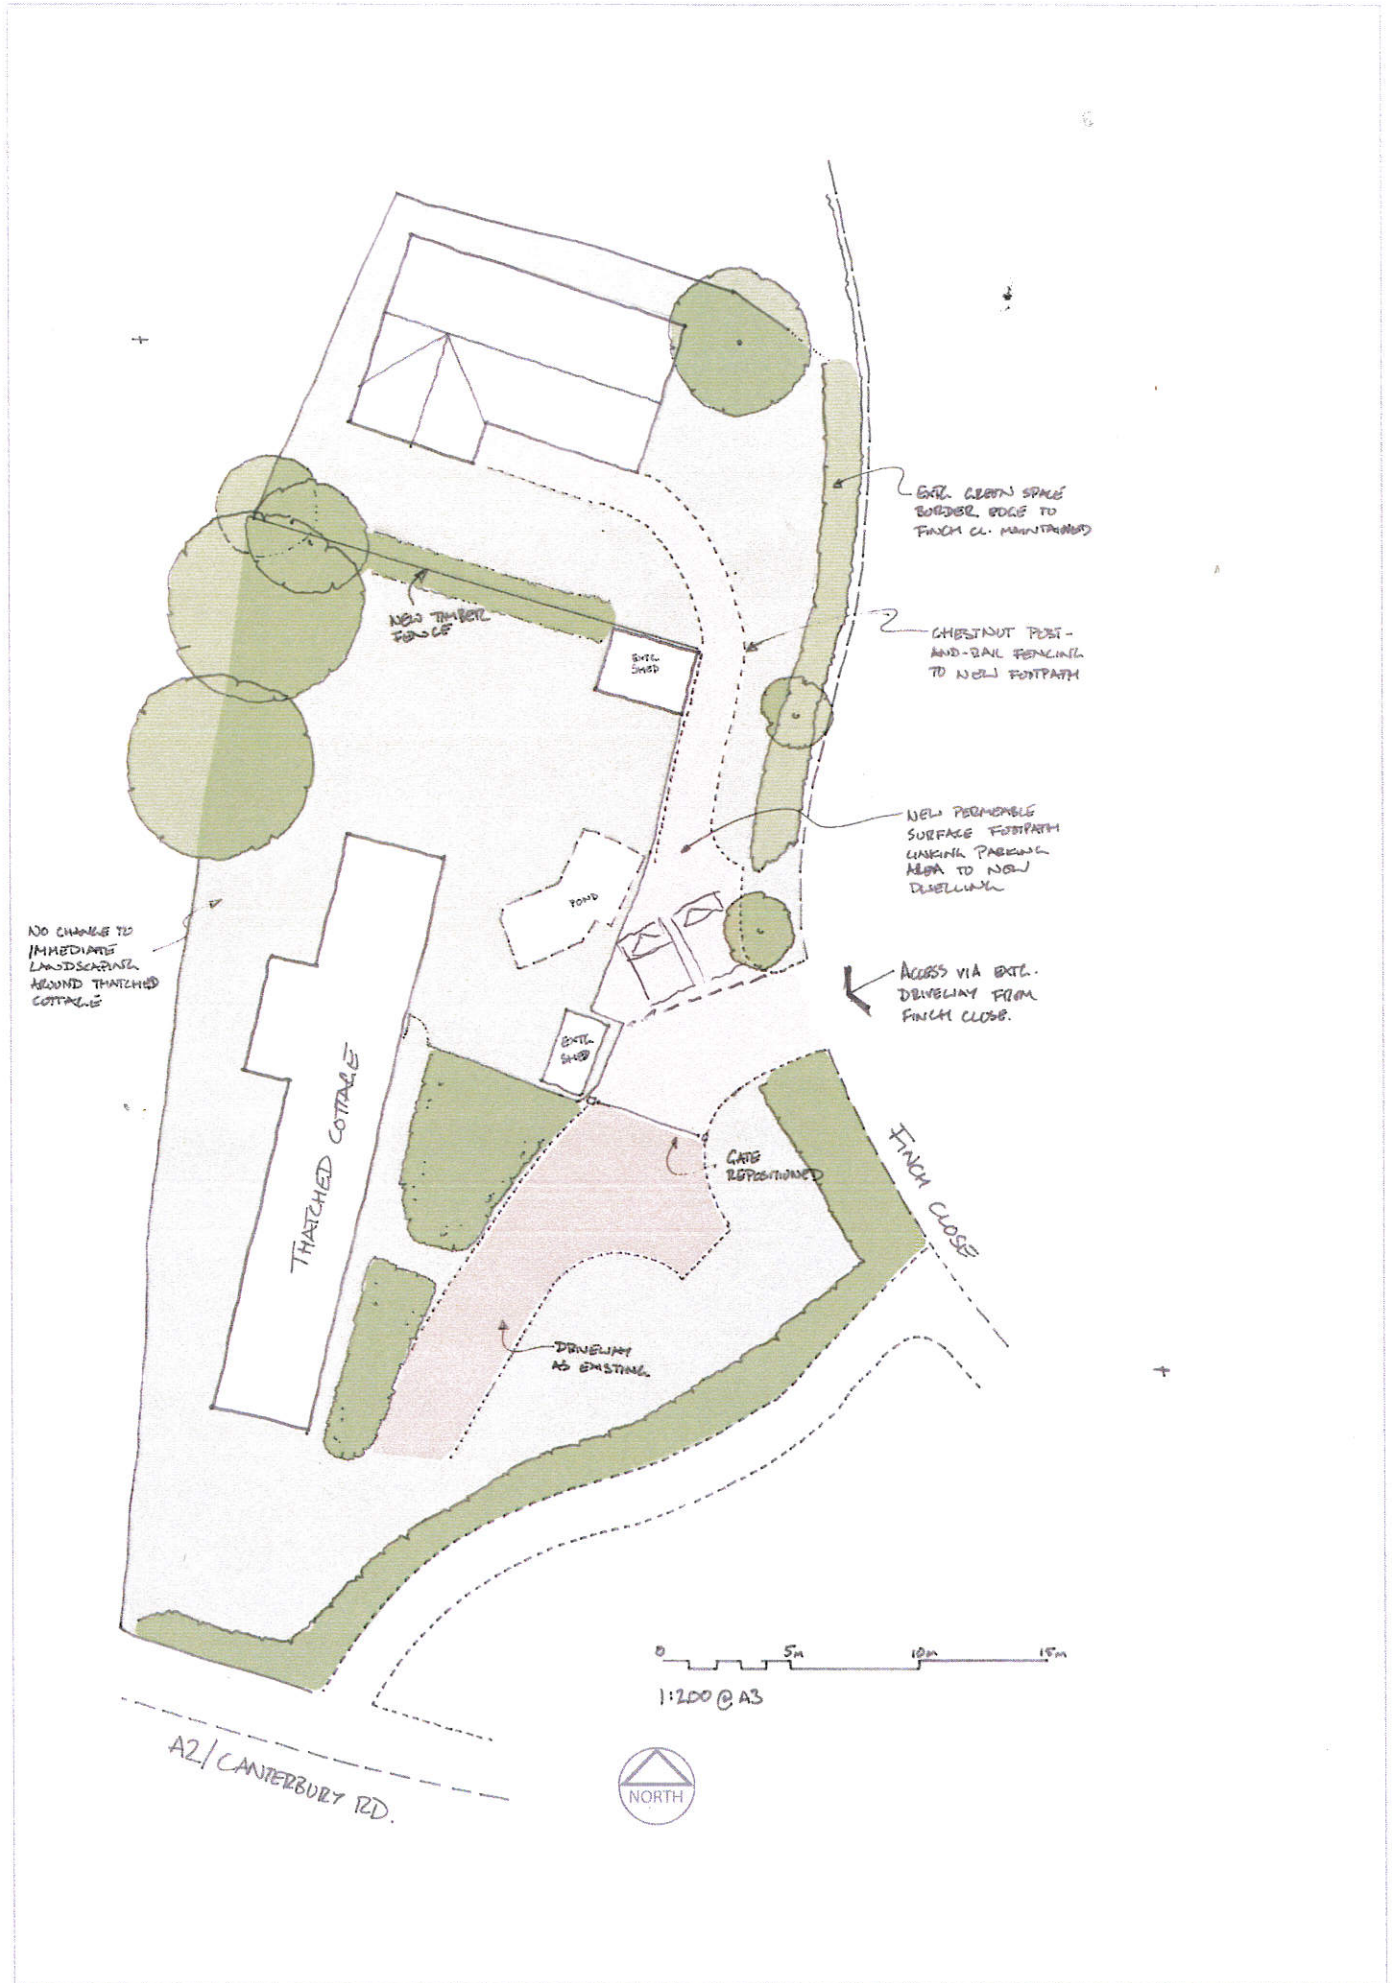 EXTG. GREEN SPACE
BORDER EDGE TO
FINCH CL. MAINTAINED
NEW TIMBER
FENCE
EXTG.
SHED
CHESTNUT POST-
AND-RAIL FENCING
TO NEW FOOTPATH
NEW PERMEABLE
SURFACE FOOTPATH
LINKING PARKING
AREA TO NEW
DWELLING
POND
NO CHANGE TO
IMMEDIATE
LANDSCAPING
AROUND THATCHED
COTTAGE
ACCESS VIA EXTG.
DRIVEWAY FROM
FINCH CLOSE.
EXTG.
SHED
THATCHED COTTAGE
GATE
REPOSITIONED
FINCH CLOSE
DRIVEWAY
AS EXISTING
0 5m 10m 15m
1:200 @ A3
A2/CANTERBURY RD.
NORTH